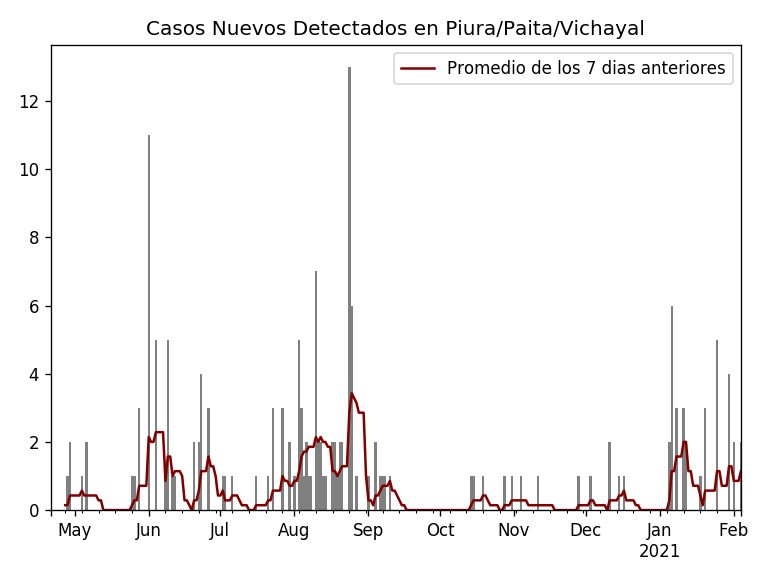 Casos Nuevos Detectados en Piura/Paita/Vichayal
Promedio de los 7 dias anteriores
12
10
8
6
4
2
0
May Jun Jul Aug Sep Oct Nov Dec Jan Feb
2021